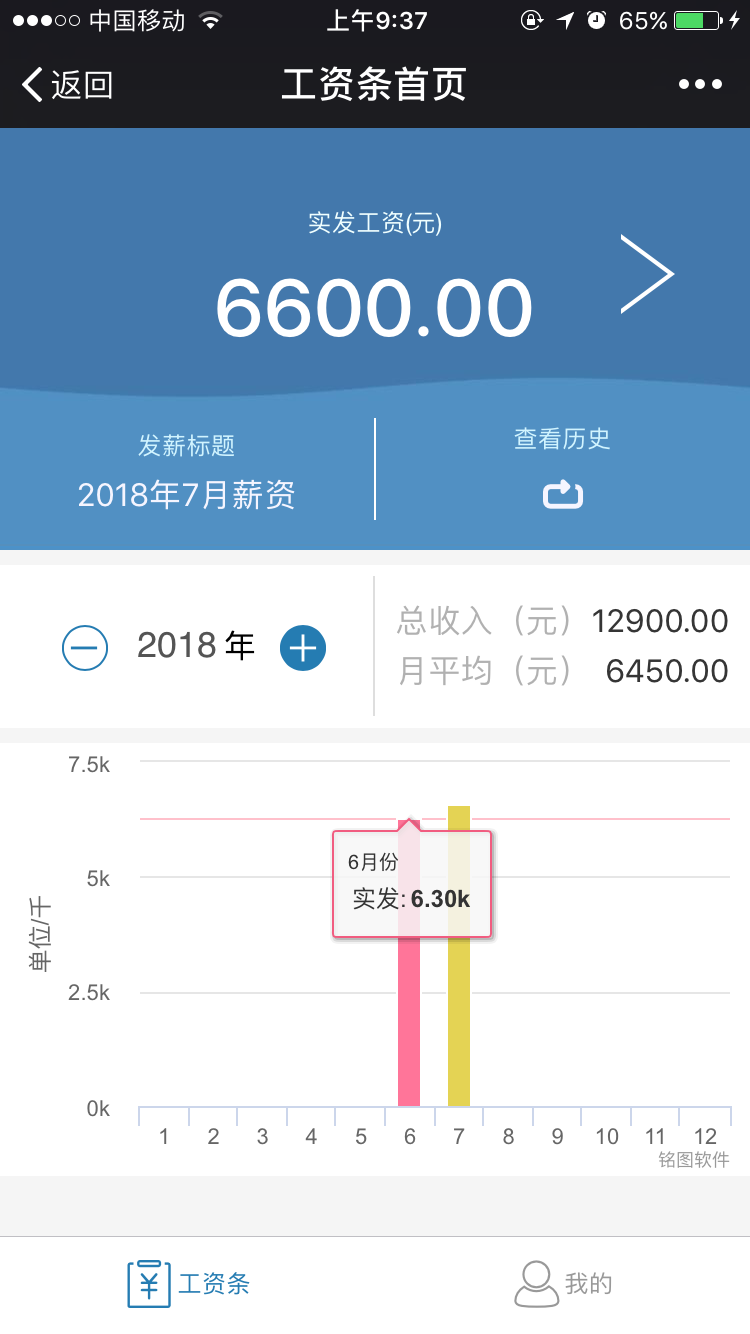 中国移动 上午9:37 65%
返回 工资条首页
实发工资(元)
6600.00
发薪标题
2018年7月薪资
查看历史
2018 年
总收入（元） 12900.00
月平均（元） 6450.00
7.5k
5k
2.5k
0k
单位/千
6月份
实发: 6.30k
1 2 3 4 5 6 7 8 9 10 11 12
铭图软件
工资条 我的